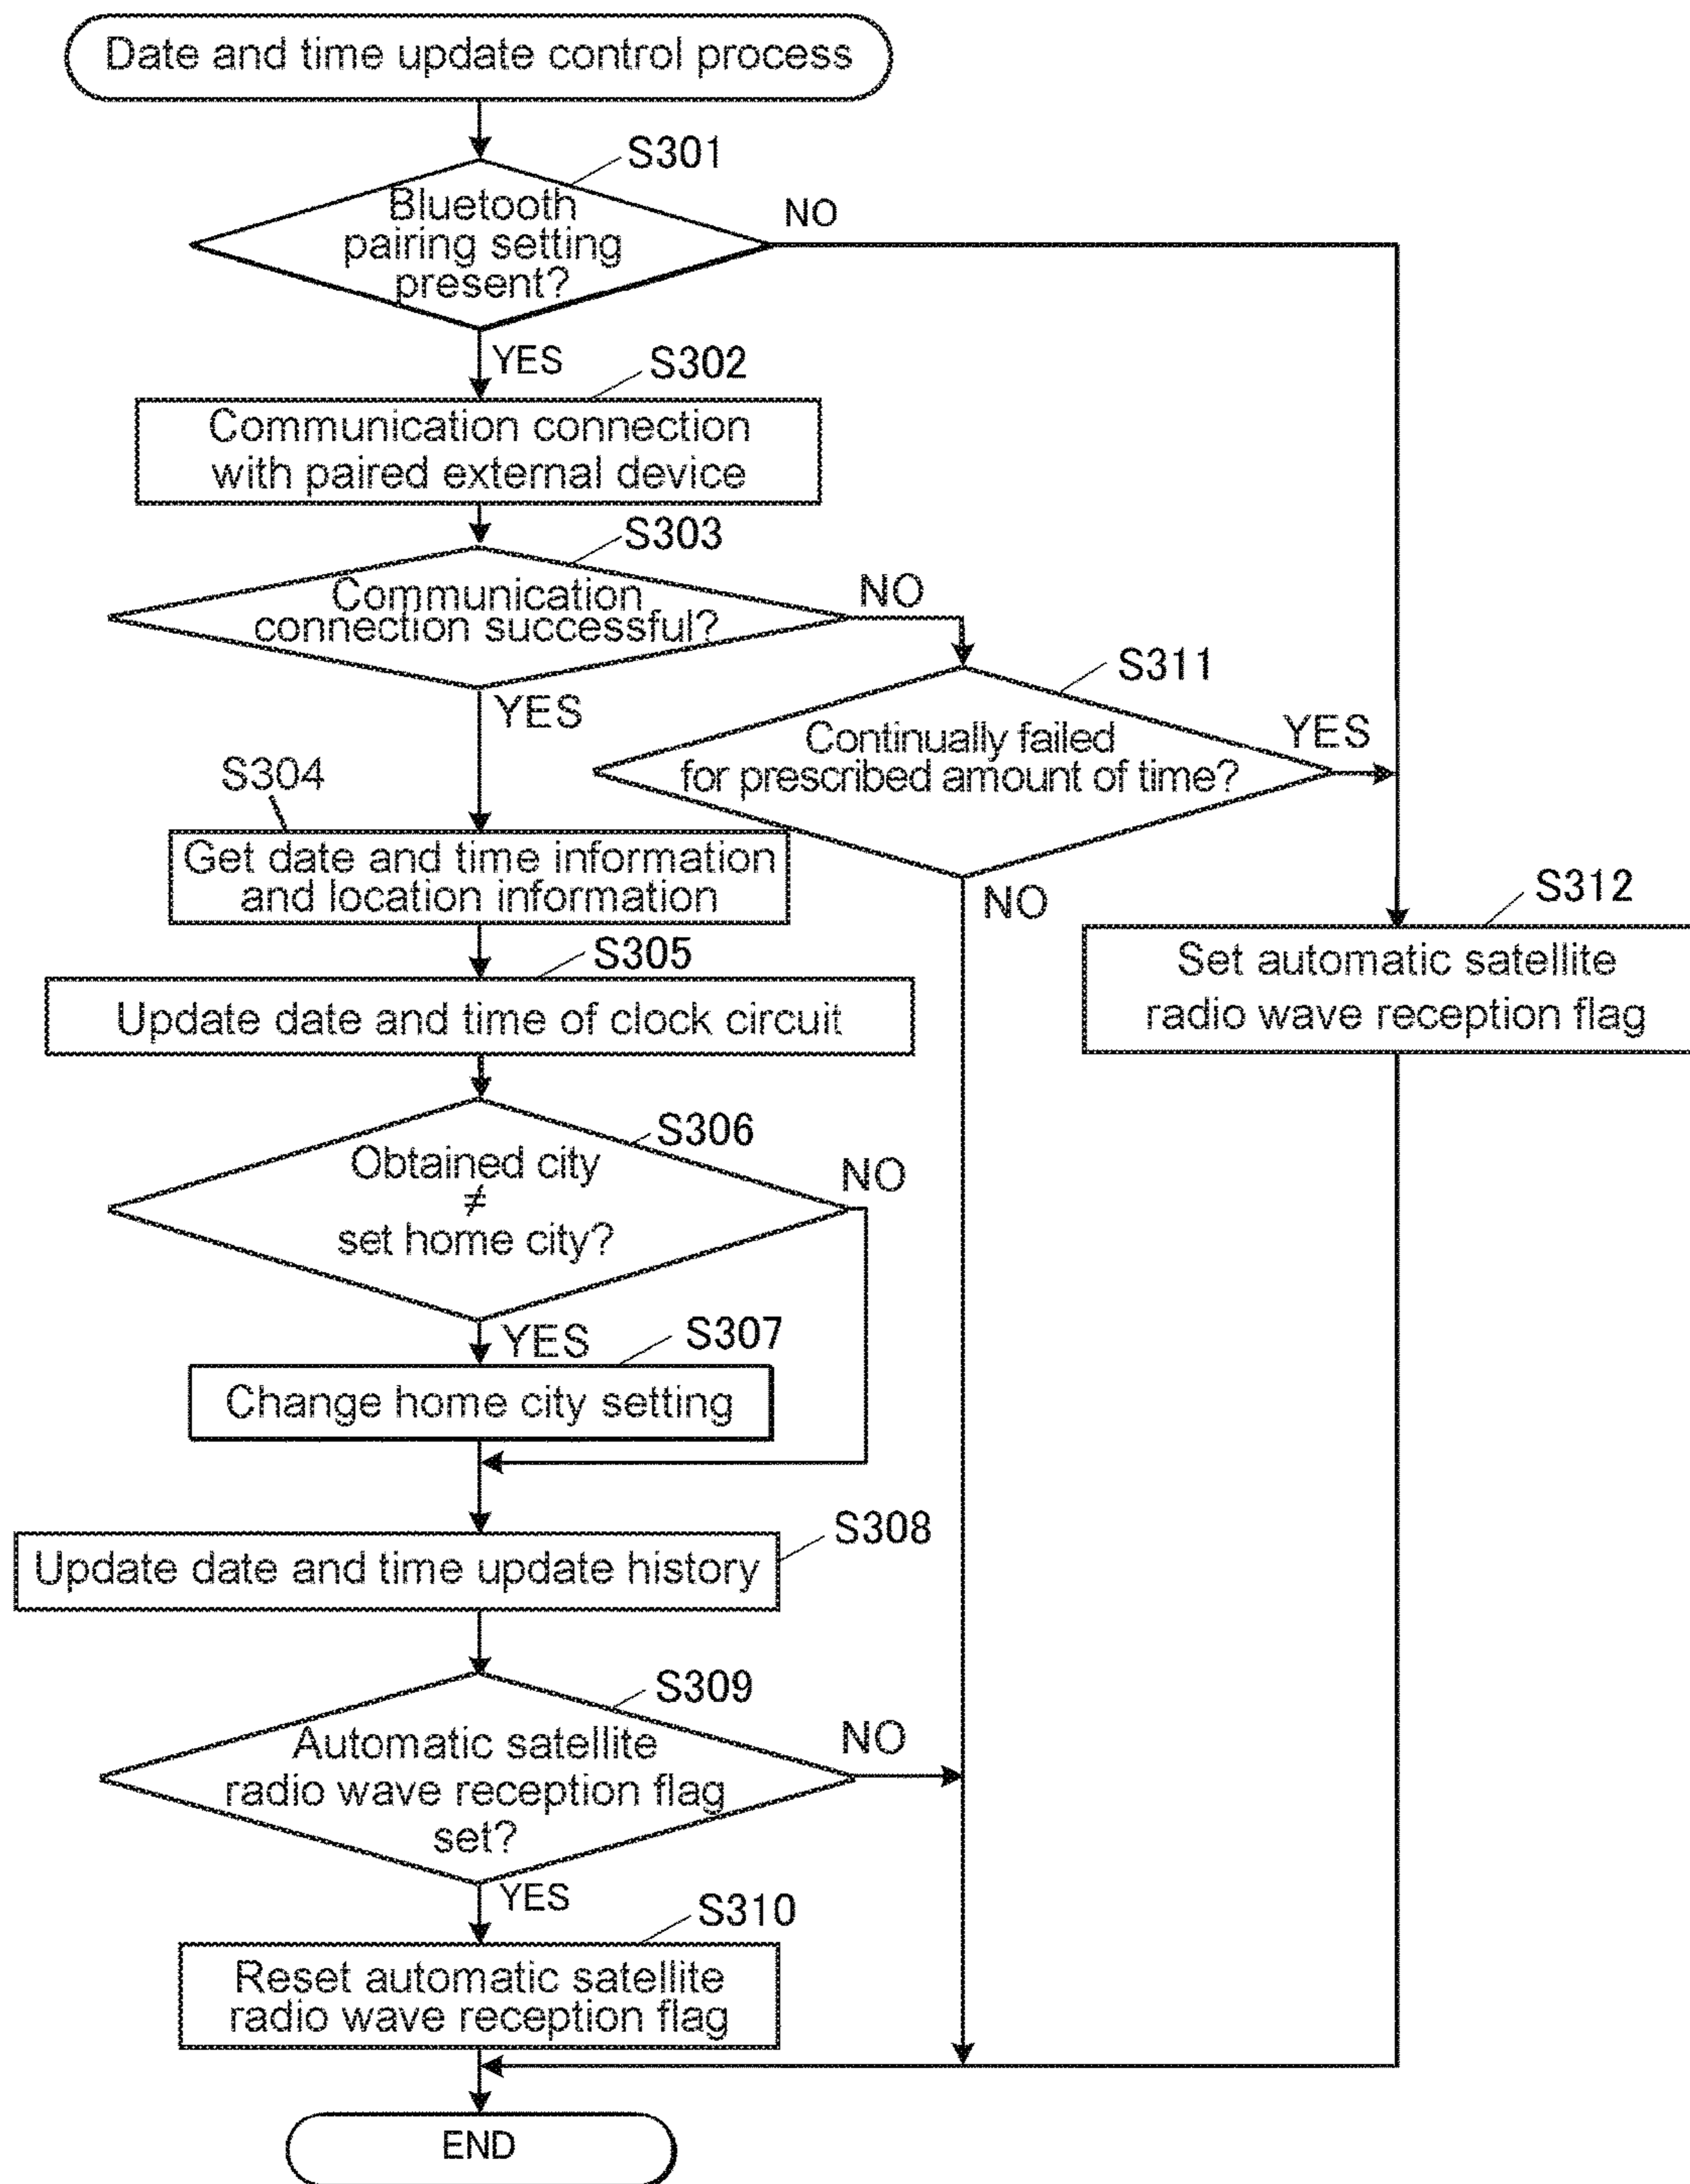 Date and time update control process
S301
Bluetooth
pairing setting
present?
NO
YES
S302
Communication connection
with paired external device
S303
Communication
connection successful?
NO
YES
S311
Continually failed
for prescribed amount of time?
YES
NO
S304
Get date and time information
and location information
S312
Set automatic satellite
radio wave reception flag
S305
Update date and time of clock circuit
S306
Obtained city
≠
set home city?
NO
YES
S307
Change home city setting
S308
Update date and time update history
S309
Automatic satellite
radio wave reception flag
set?
NO
YES
S310
Reset automatic satellite
radio wave reception flag
END